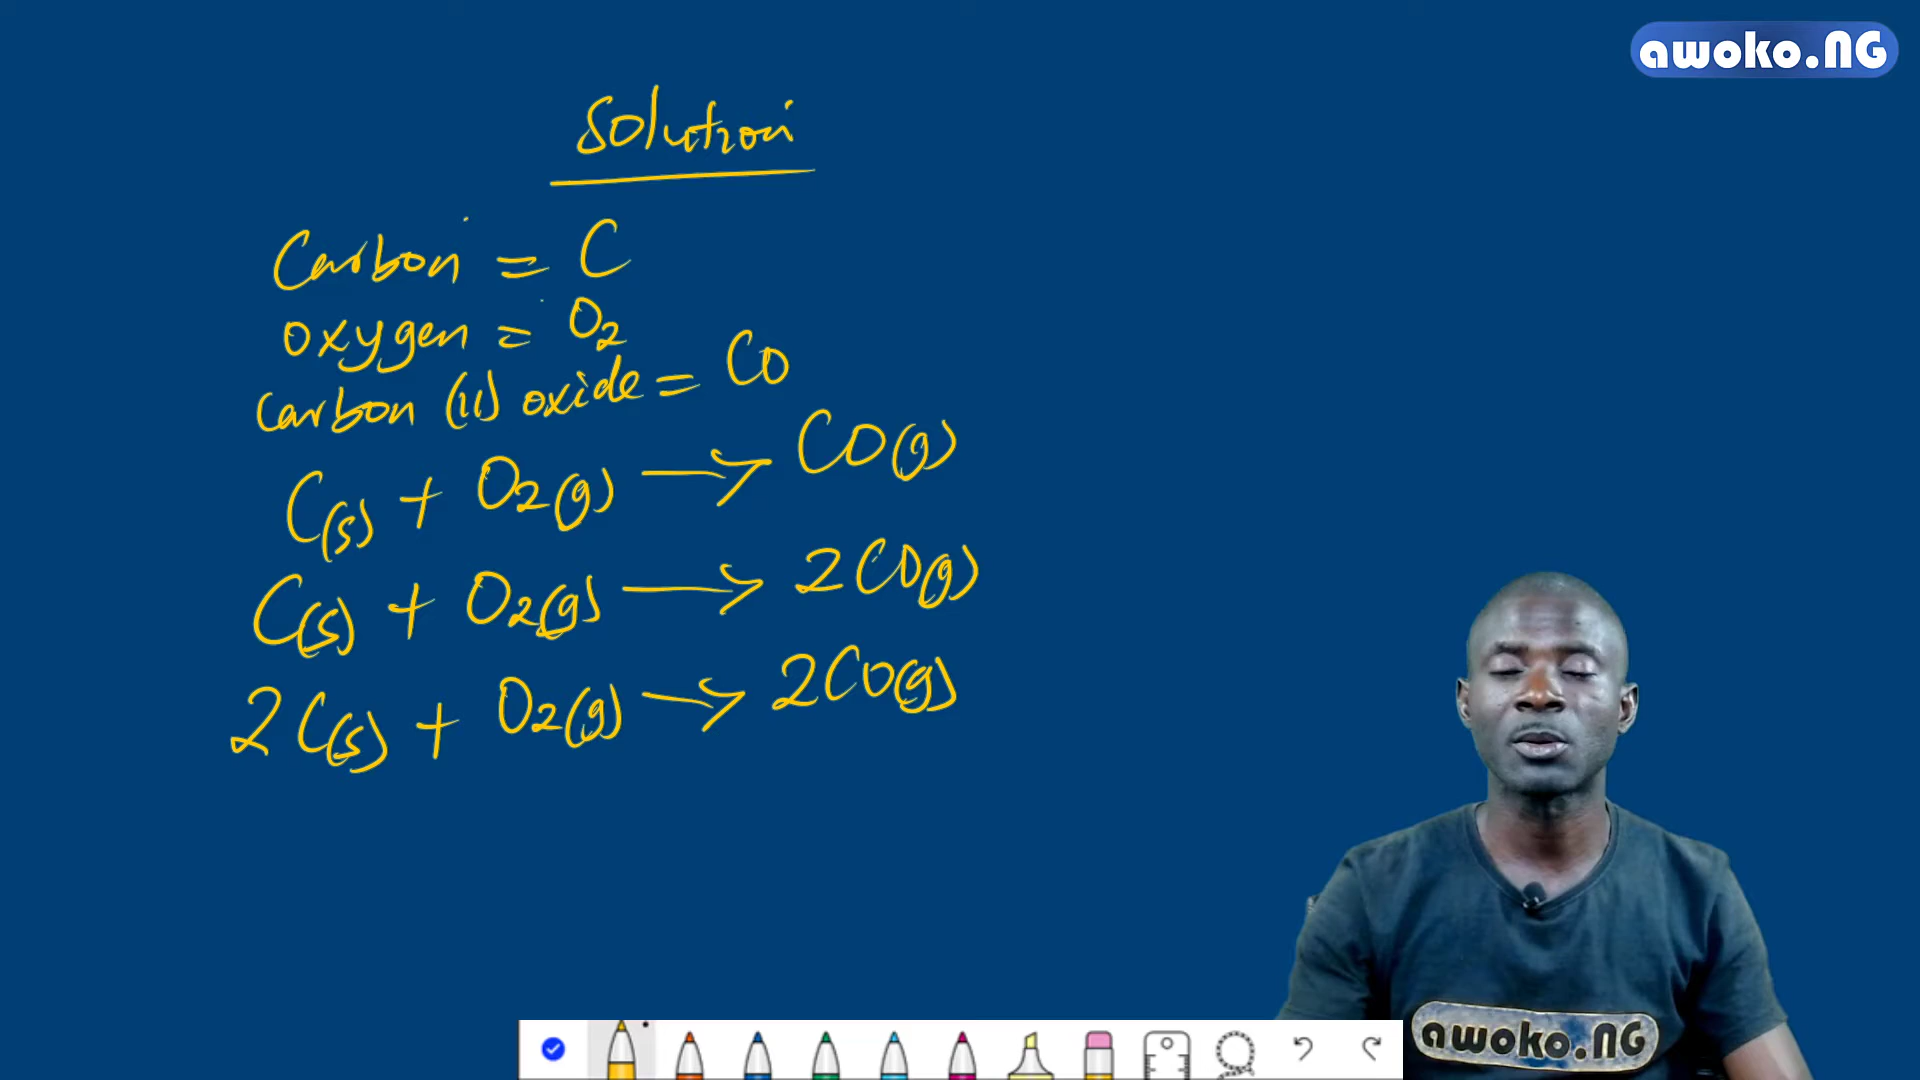 awoko.NG
Solution
Carbon = C
oxygen = O2
Carbon (II) oxide = CO
C(s) + O2(g) → CO(g)
C(s) + O2(g) → 2CO(g)
2C(s) + O2(g) → 2CO(g)
awoko.NG